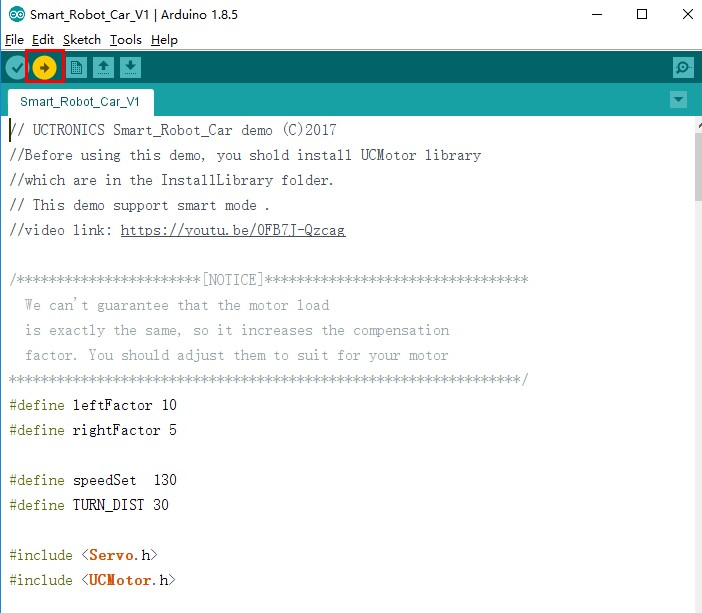 Smart_Robot_Car_V1 | Arduino 1.8.5
File Edit Sketch Tools Help
Smart_Robot_Car_V1
// UCTRONICS Smart_Robot_Car demo (C)2017
//Before using this demo, you shold install UCMotor library
//which are in the InstallLibrary folder.
// This demo support smart mode .
//video link: https://youtu.be/OFB7J-Qzcag
/************************[NOTICE]*********************************
We can't guarantee that the motor load
is exactly the same, so it increases the compensation
factor. You should adjust them to suit for your motor
****************************************************************/
#define leftFactor 10
#define rightFactor 5
#define speedSet  130
#define TURN_DIST 30
#include <Servo.h>
#include <UCMotor.h>